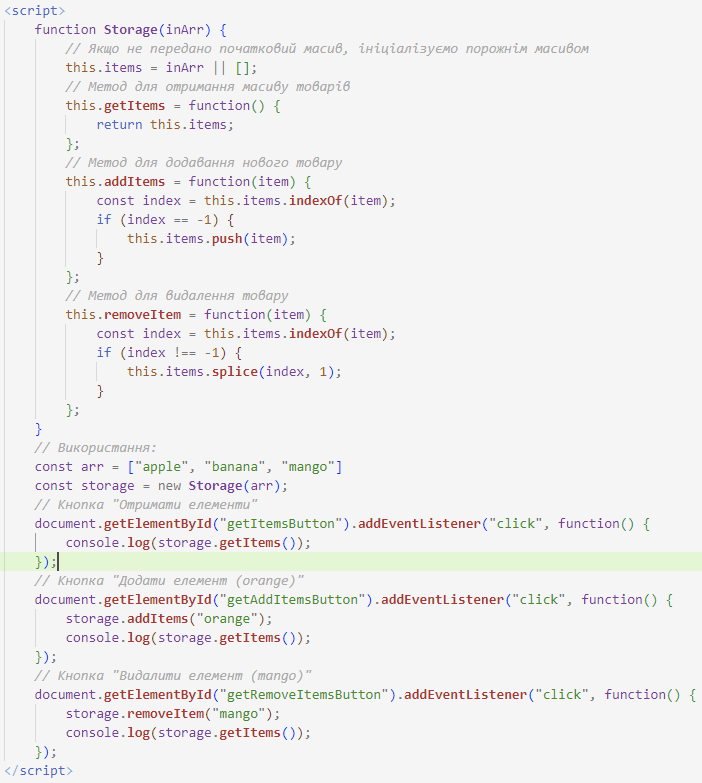 <script>
function Storage(inArr) {
// Якщо не передано початковий масив, ініціалізуємо порожнім масивом
this.items = inArr || [];
// Метод для отримання масиву товарів
this.getItems = function() {
return this.items;
};
// Метод для додавання нового товару
this.addItems = function(item) {
const index = this.items.indexOf(item);
if (index == -1) {
this.items.push(item);
}
};
// Метод для видалення товару
this.removeItem = function(item) {
const index = this.items.indexOf(item);
if (index !== -1) {
this.items.splice(index, 1);
}
};
}
// Використання:
const arr = ["apple", "banana", "mango"]
const storage = new Storage(arr);
// Кнопка "Отримати елементи"
document.getElementById("getItemsButton").addEventListener("click", function() {
console.log(storage.getItems());
});
// Кнопка "Додати елемент (orange)"
document.getElementById("getAddItemsButton").addEventListener("click", function() {
storage.addItems("orange");
console.log(storage.getItems());
});
// Кнопка "Видалити елемент (mango)"
document.getElementById("getRemoveItemsButton").addEventListener("click", function() {
storage.removeItem("mango");
console.log(storage.getItems());
});
</script>